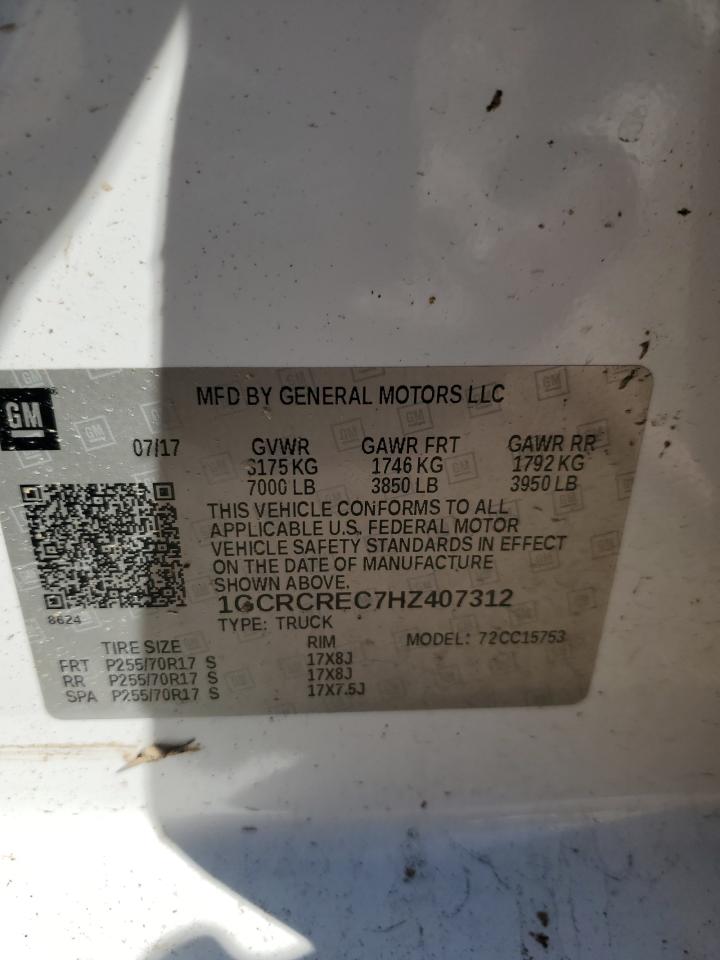 GM
MFD BY GENERAL MOTORS LLC
07/17 GVWR GAWR FRT GAWR RR
3175 KG 1746 KG 1792 KG
7000 LB 3850 LB 3950 LB
THIS VEHICLE CONFORMS TO ALL
APPLICABLE U.S. FEDERAL MOTOR
VEHICLE SAFETY STANDARDS IN EFFECT
ON THE DATE OF MANUFACTURE
SHOWN ABOVE.
1GCRCREC7HZ407312
8624
TYPE: TRUCK
TIRE SIZE RIM MODEL: 72CC15753
FRT P255/70R17 S 17X8J
RR P255/70R17 S 17X8J
SPA P255/70R17 S 17X7.5J